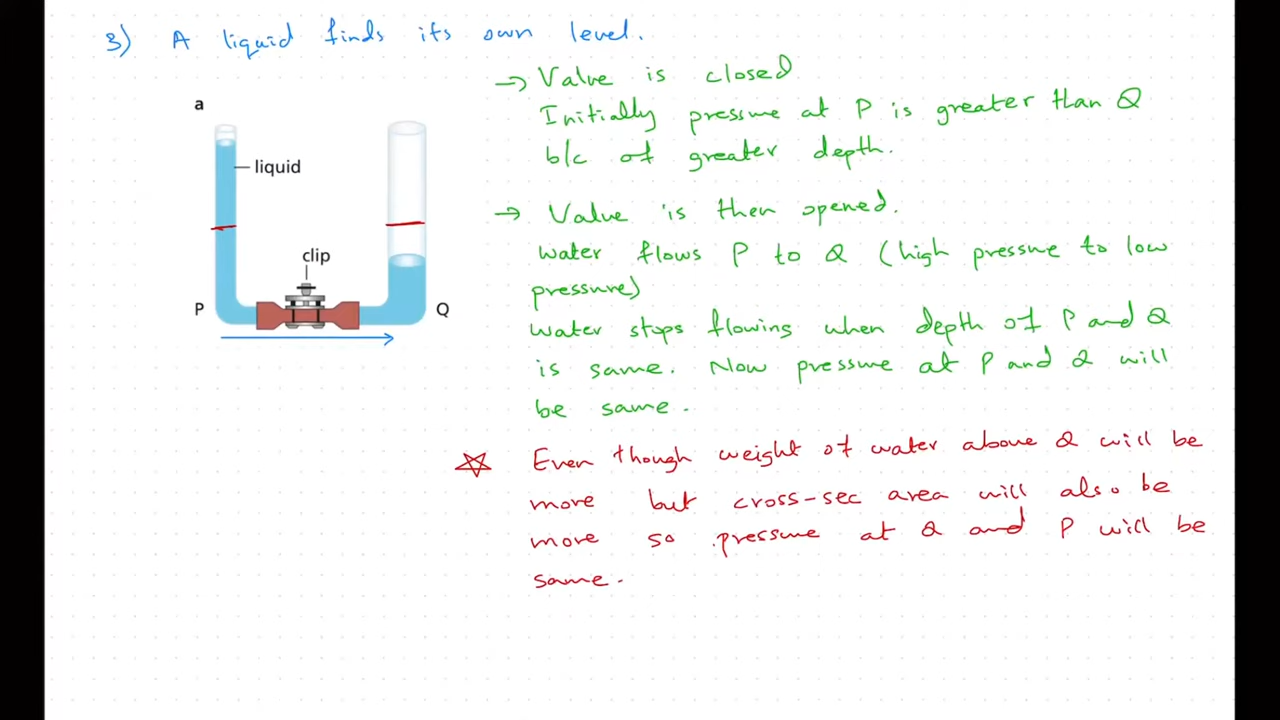 3) A liquid finds its own level.
a
liquid
clip
P
Q
→ Value is closed
Initially pressure at P is greater than Q
b/c of greater depth.
→ Value is then opened.
Water flows P to Q (high pressure to low
pressure)
Water stops flowing when depth of P and Q
is same. Now pressure at P and Q will
be same.
☆ Even though weight of water above Q will be
more but cross-sec area will also be
more so pressure at Q and P will be
same.